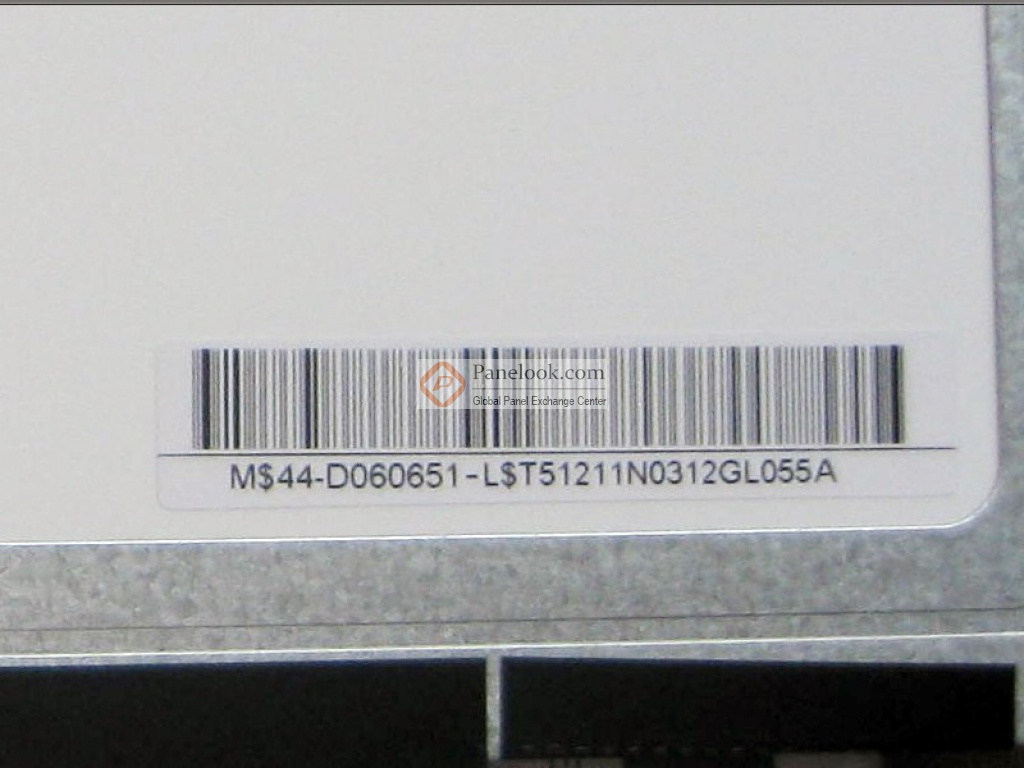 Panelook.com
Global Panel Exchange Center
M$44-D060651-L$T51211N0312GL055A